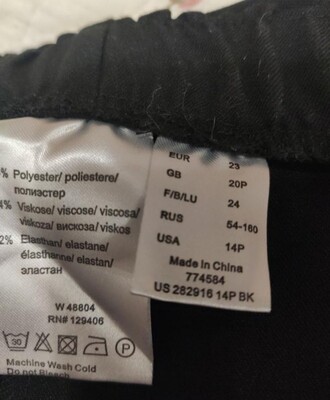 % Polyester/ poliestere/
полиэстер
4% Viskose/ viscose/ viscosa/
viskoza/ вискоза/ viskos
2% Elasthan/ elastane/
élasthanne/ elastan/
эластан
W 48804
RN# 129406
30
P
Machine Wash Cold
Do not Bleach
EUR 23
GB 20P
F/B/LU 24
RUS 54-160
USA 14P
Made in China
774584
US 282916 14P BK